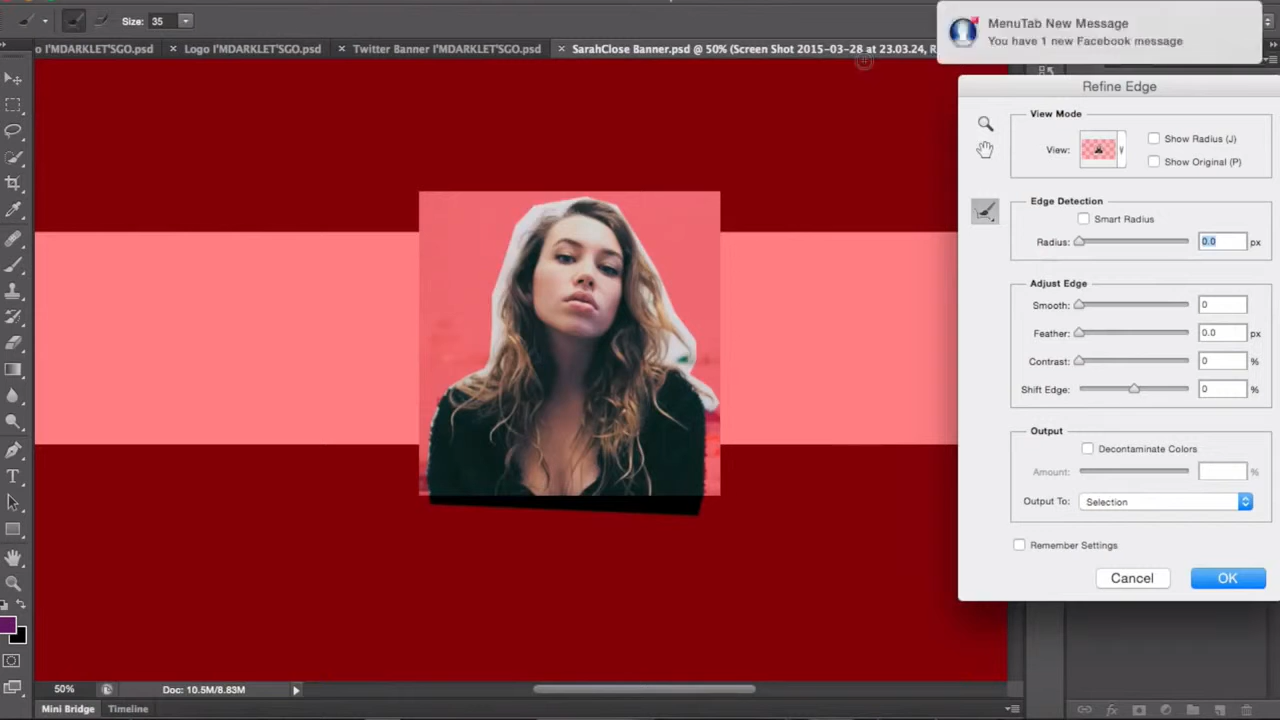 Size: 35
o I'MDARKLET'SGO.psd
Logo I'MDARKLET'SGO.psd
Twitter Banner I'MDARKLET'SGO.psd
SarahClose Banner.psd @ 50% (Screen Shot 2015-03-28 at 23.03.24, R
MenuTab New Message
You have 1 new Facebook message
Refine Edge
View Mode
View:
Show Radius (J)
Show Original (P)
Edge Detection
Smart Radius
Radius: 0.0 px
Adjust Edge
Smooth: 0
Feather: 0.0 px
Contrast: 0 %
Shift Edge: 0 %
Output
Decontaminate Colors
Amount: %
Output To: Selection
Remember Settings
Cancel OK
50% Doc: 10.5M/8.83M
Mini Bridge Timeline